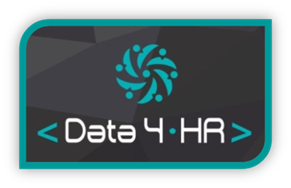 < Data 4·HR >